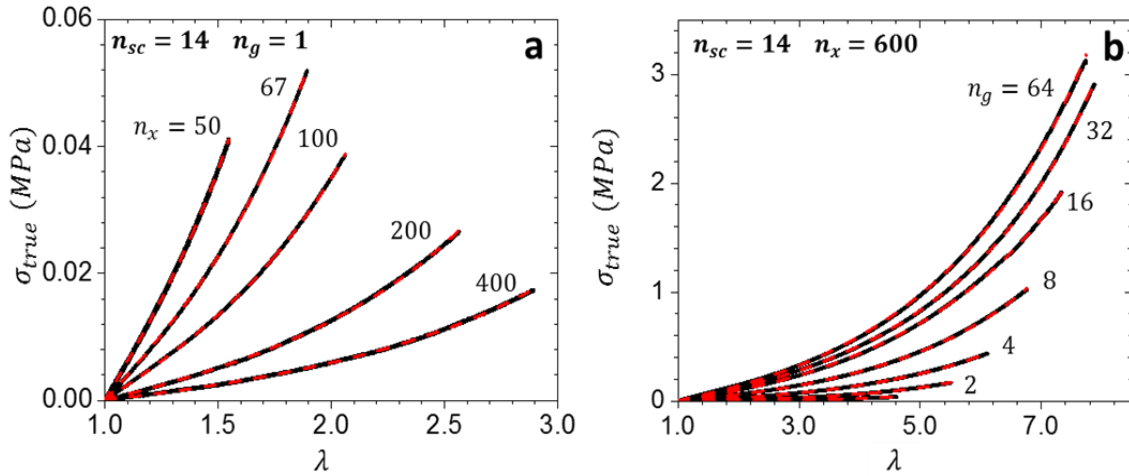 n_sc = 14 n_g = 1
a
0.06
0.04
0.02
0.00
σ_true (MPa)
n_x = 50
67
100
200
400
1.0 1.5 2.0 2.5 3.0
λ
n_sc = 14 n_x = 600
b
3
2
1
0
σ_true (MPa)
n_g = 64
32
16
8
4
2
1.0 3.0 5.0 7.0
λ